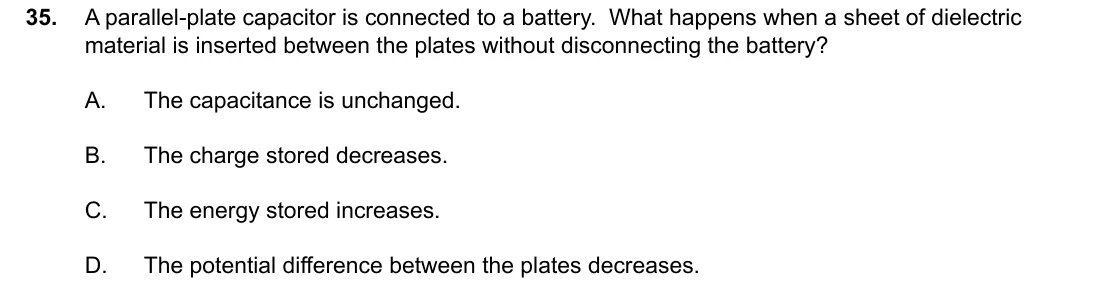 35. A parallel-plate capacitor is connected to a battery. What happens when a sheet of dielectric
material is inserted between the plates without disconnecting the battery?
A. The capacitance is unchanged.
B. The charge stored decreases.
C. The energy stored increases.
D. The potential difference between the plates decreases.